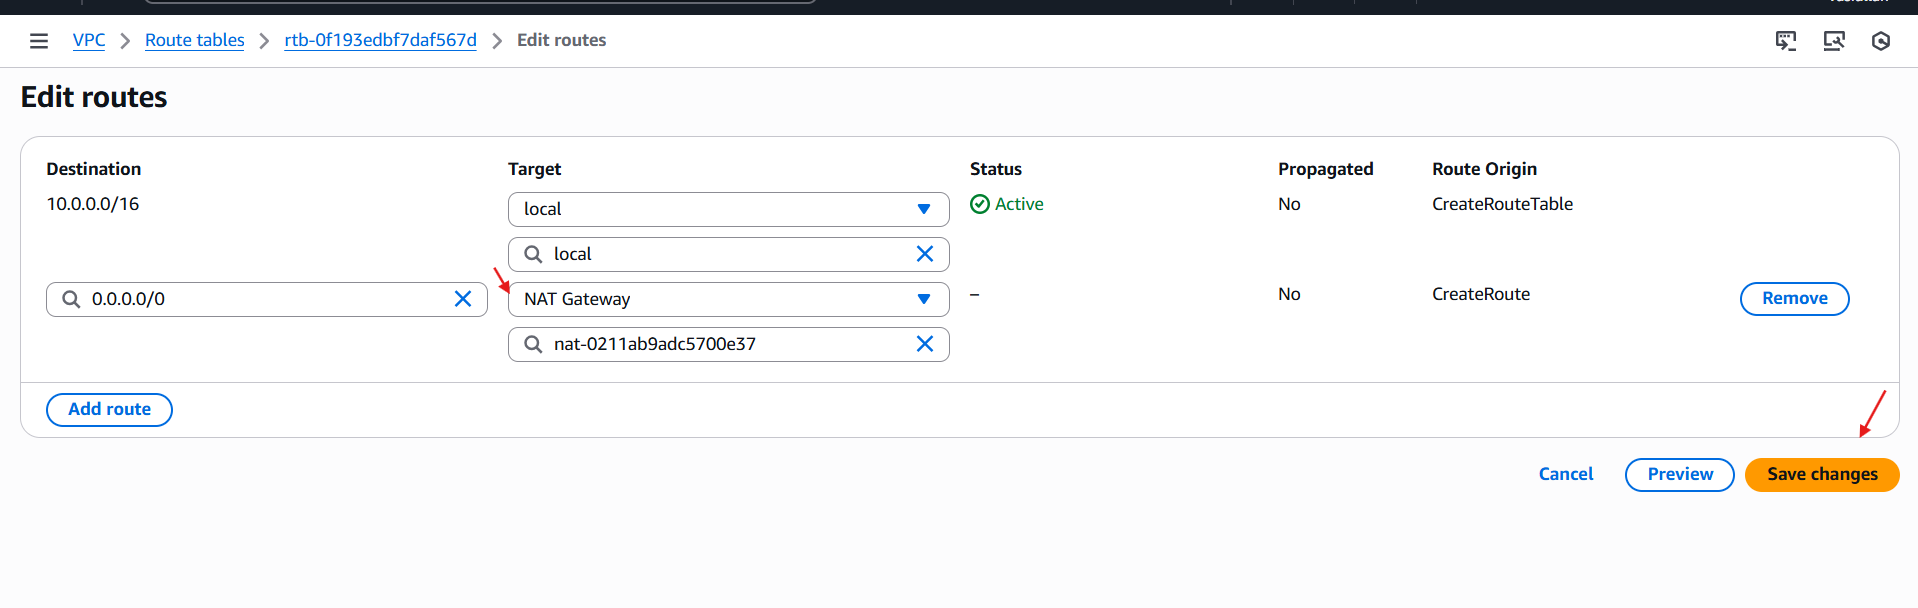 VPC > Route tables > rtb-0f193edbf7daf567d > Edit routes
Edit routes
Destination Target Status Propagated Route Origin
10.0.0.0/16 local Active No CreateRouteTable
local
0.0.0.0/0 NAT Gateway – No CreateRoute Remove
nat-0211ab9adc5700e37
Add route
Cancel Preview Save changes